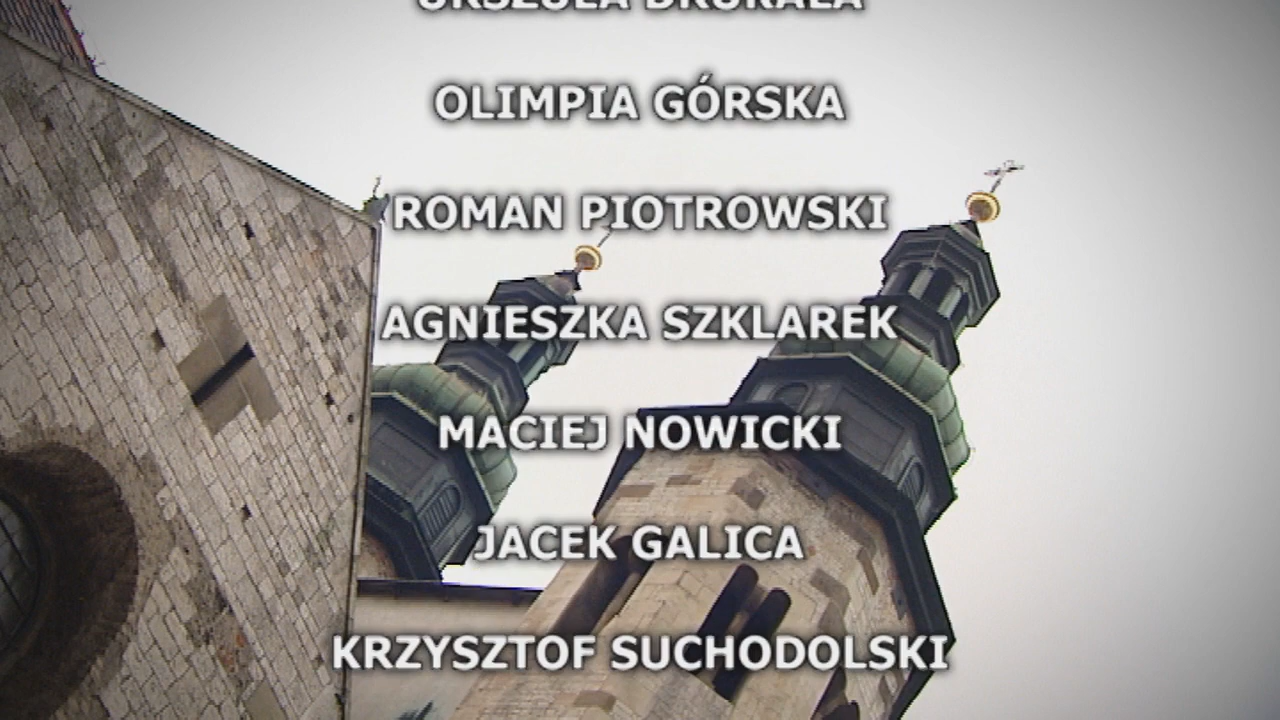 OLIMPIA GÓRSKA
ROMAN PIOTROWSKI
AGNIESZKA SZKLAREK
MACIEJ NOWICKI
JACEK GALICA
KRZYSZTOF SUCHODOLSKI